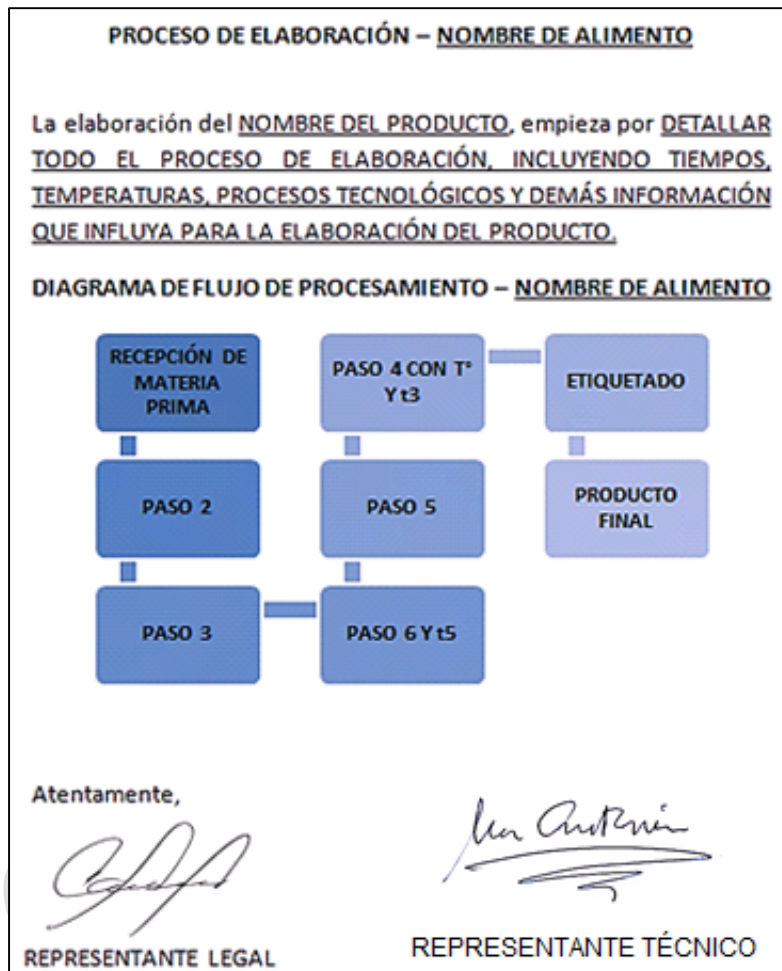 PROCESO DE ELABORACIÓN – NOMBRE DE ALIMENTO
La elaboración del NOMBRE DEL PRODUCTO, empieza por DETALLAR
TODO EL PROCESO DE ELABORACIÓN, INCLUYENDO TIEMPOS,
TEMPERATURAS, PROCESOS TECNOLÓGICOS Y DEMÁS INFORMACIÓN
QUE INFLUYA PARA LA ELABORACIÓN DEL PRODUCTO.
DIAGRAMA DE FLUJO DE PROCESAMIENTO – NOMBRE DE ALIMENTO
RECEPCIÓN DE
MATERIA
PRIMA
PASO 2
PASO 3
PASO 6 Y t5
PASO 5
PASO 4 CON T°
Y t3
ETIQUETADO
PRODUCTO
FINAL
Atentamente,
REPRESENTANTE LEGAL
REPRESENTANTE TÉCNICO